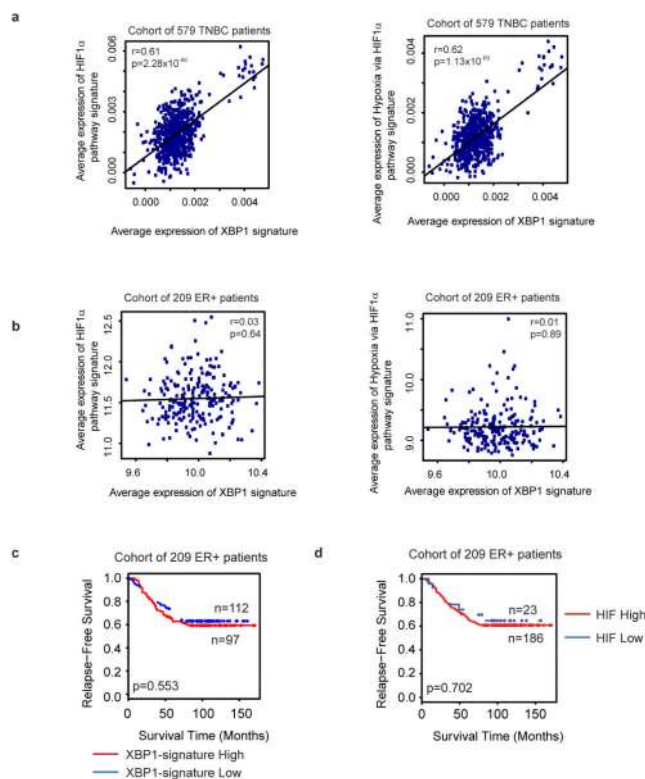 a
Cohort of 579 TNBC patients
Average expression of HIF1α
pathway signature
0.006
0.003
0.000
r=0.61
0.000
0.002
0.004
Average expression of XBP1 signature
Cohort of 579 TNBC patients
Average expression of Hypoxia via HIF1α
pathway signature
0.004
0.002
0.000
r=0.62
0.000
0.002
0.004
Average expression of XBP1 signature
b
Cohort of 209 ER+ patients
Average expression of HIF1α
pathway signature
12.5
12.0
11.5
11.0
r=0.03
p=0.64
9.6
10.0
10.4
Average expression of XBP1 signature
Cohort of 209 ER+ patients
Average expression of Hypoxia via HIF1α
pathway signature
11.0
10.0
9.0
r=0.01
p=0.89
9.6
10.0
10.4
Average expression of XBP1 signature
c
Cohort of 209 ER+ patients
Relapse-Free Survival
1.0
0.8
0.6
0.4
0.2
0.0
n=112
n=97
p=0.553
0
50
100
150
Survival Time (Months)
XBP1-signature High
XBP1-signature Low
d
Cohort of 209 ER+ patients
Relapse-Free Survival
1.0
0.8
0.6
0.4
0.2
0.0
n=23
n=186
p=0.702
0
50
100
150
Survival Time (Months)
HIF High
HIF Low